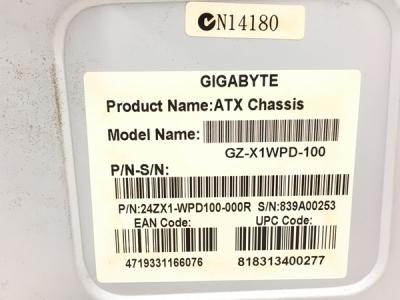 N14180
GIGABYTE
Product Name:ATX Chassis
Model Name:
GZ-X1WPD-100
P/N-S/N:
P/N:24ZX1-WPD100-000R S/N:839A00253
EAN Code: UPC Code:
4719331166076 818313400277